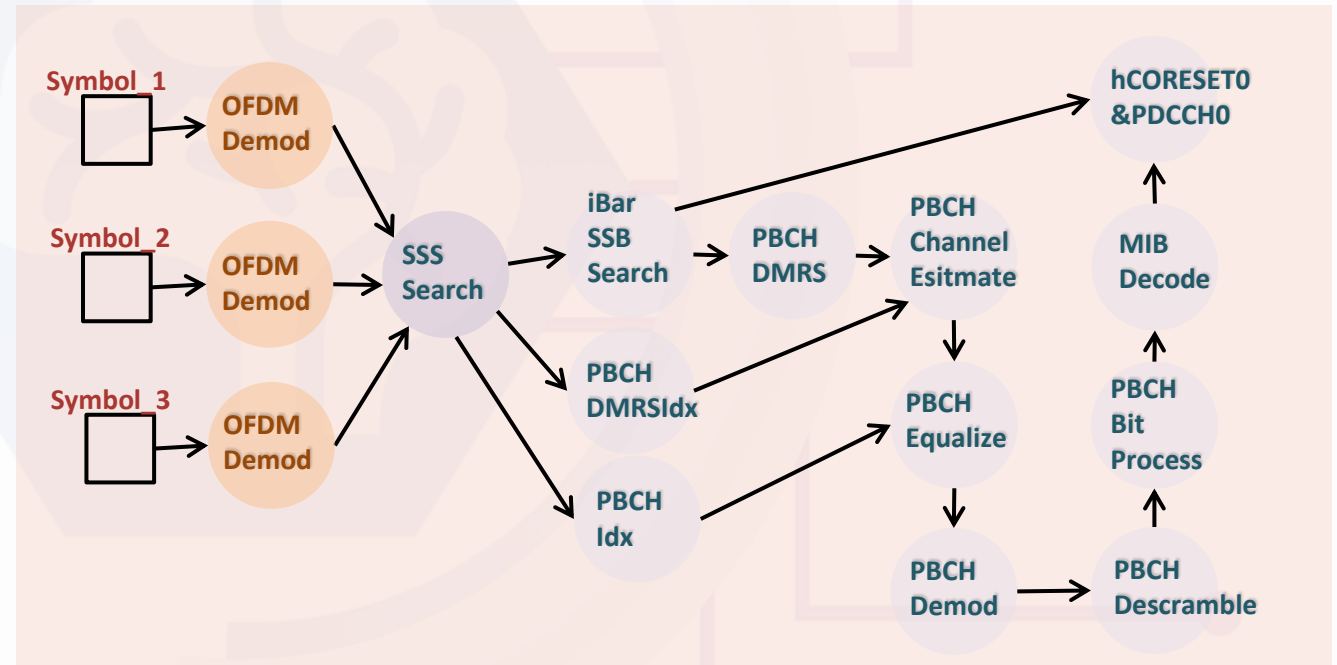 Symbol_1
OFDM
Demod
Symbol_2
OFDM
Demod
Symbol_3
OFDM
Demod
SSS
Search
iBar
SSB
Search
PBCH
DMRS
PBCH
DMRSIdx
PBCH
Idx
PBCH
Channel
Esitmate
PBCH
Equalize
PBCH
Demod
PBCH
Descramble
PBCH
Bit
Process
MIB
Decode
hCORESET0
&PDCCH0